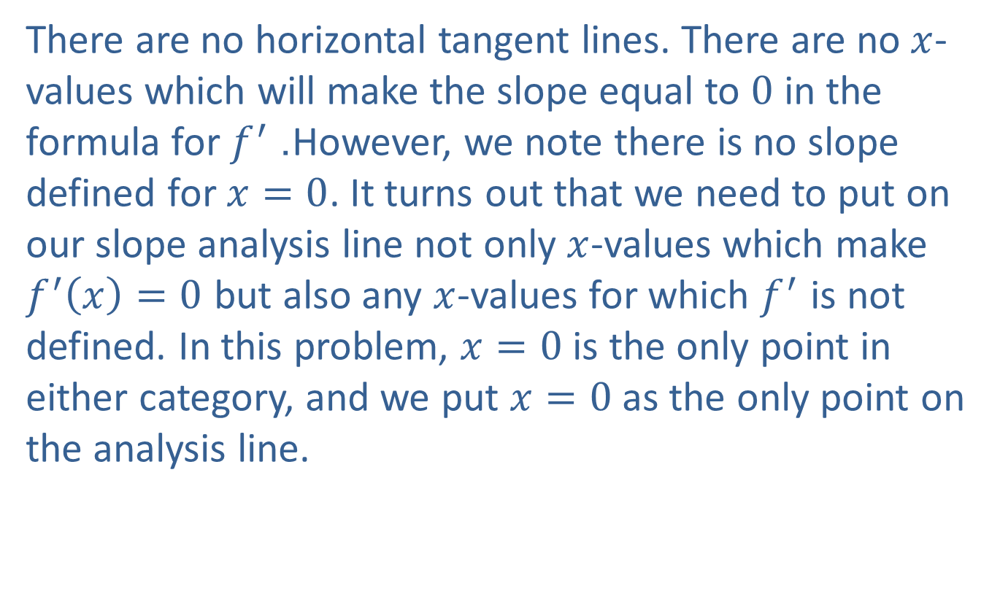 There are no horizontal tangent lines. There are no x-
values which will make the slope equal to 0 in the
formula for f′ .However, we note there is no slope
defined for x = 0. It turns out that we need to put on
our slope analysis line not only x-values which make
f′(x) = 0 but also any x-values for which f′ is not
defined. In this problem, x = 0 is the only point in
either category, and we put x = 0 as the only point on
the analysis line.